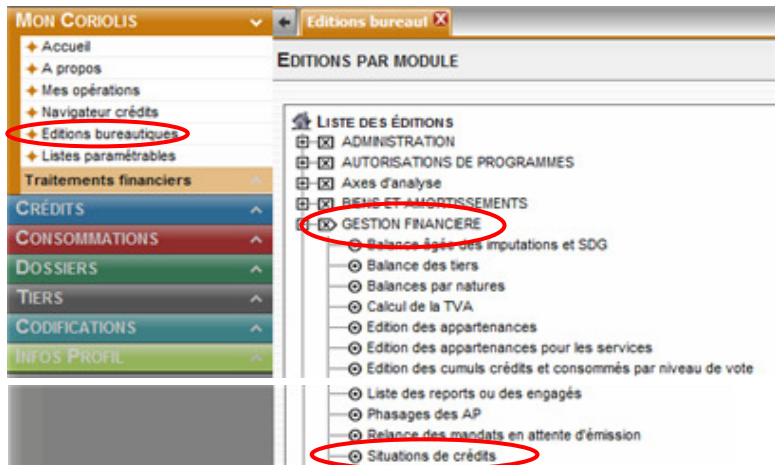 MON CORIOLIS
Accueil
A propos
Mes opérations
Navigateur crédits
Editions bureautiques
Listes paramétrables
Traitements financiers
CRÉDITS
CONSOMMATIONS
DOSSIERS
TIERS
CODIFICATIONS
INFOS PROFIL
Editions bureaut
EDITIONS PAR MODULE
LISTE DES ÉDITIONS
ADMINISTRATION
AUTORISATIONS DE PROGRAMMES
Axes d'analyse
BIENS ET AMORTISSEMENTS
GESTION FINANCIERE
Balance âgée des imputations et SDG
Balance des tiers
Balances par natures
Calcul de la TVA
Edition des appartenances
Edition des appartenances pour les services
Edition des cumuls crédits et consommés par niveau de vote
Liste des reports ou des engagés
Phasages des AP
Relance des mandats en attente d'émission
Situations de crédits